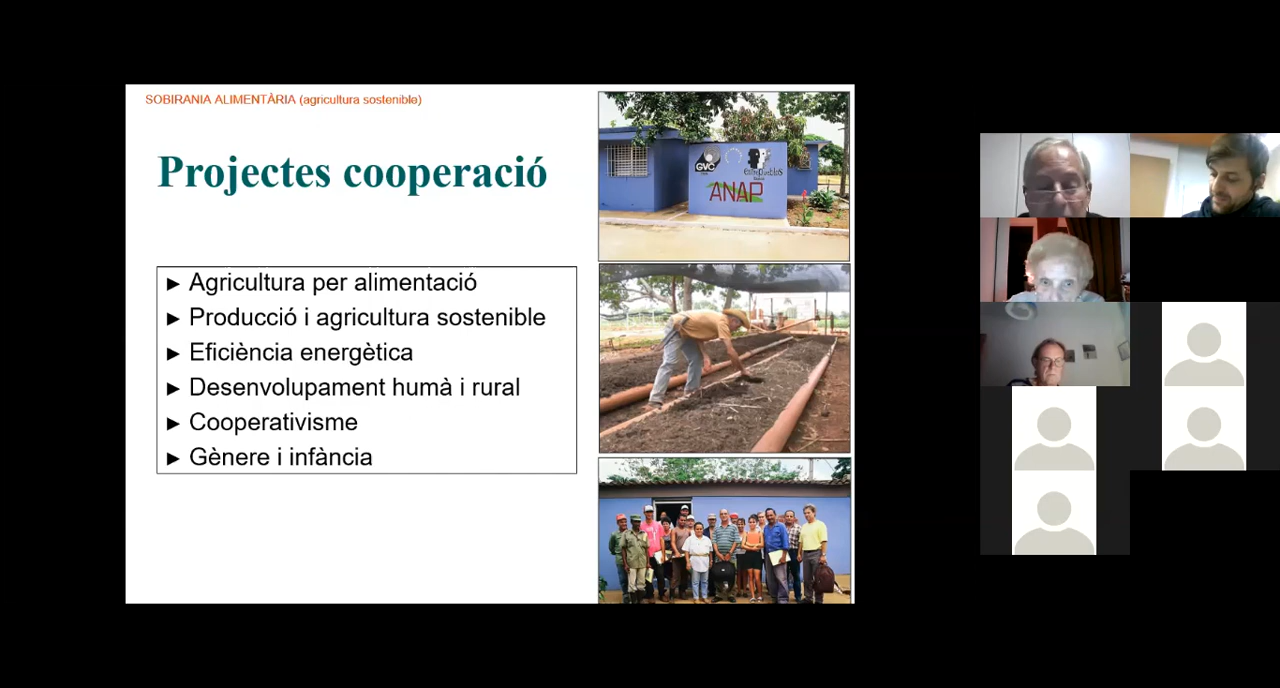 SOBIRANIA ALIMENTÀRIA (agricultura sostenible)
Projectes cooperació
► Agricultura per alimentació
► Producció i agricultura sostenible
► Eficiència energètica
► Desenvolupament humà i rural
► Cooperativisme
► Gènere i infància
GVC
entrepueblos
ANAP